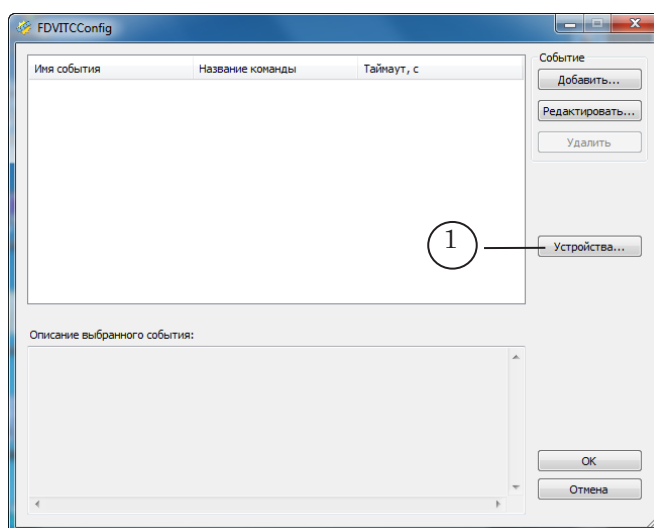 FDVITCConfig
Имя события Название команды Таймаут, с
Событие
Добавить...
Редактировать...
Удалить
1
Устройства...
Описание выбранного события:
OK
Отмена